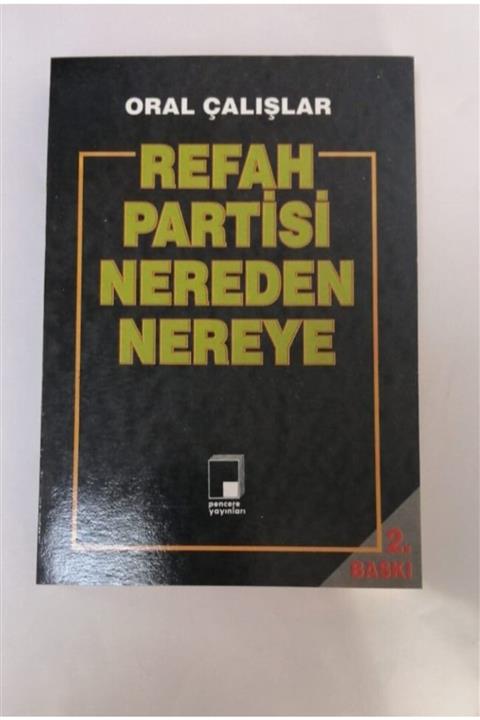 ORAL ÇALIŞLAR
REFAH
PARTİSİ
NEREDEN
NEREYE
pencere
yayınları
2.
BASKI